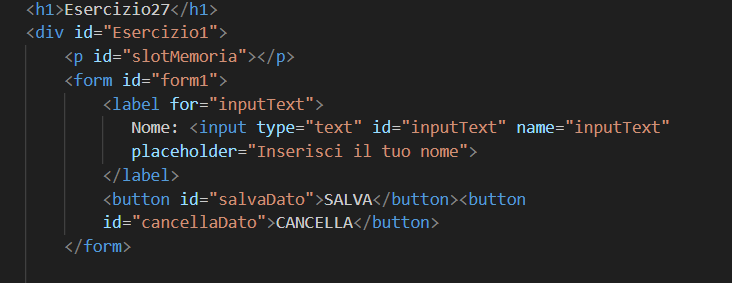 <h1>Esercizio27</h1>
<div id="Esercizio1">
<p id="slotMemoria"></p>
<form id="form1">
<label for="inputText">
Nome: <input type="text" id="inputText" name="inputText"
placeholder="Inserisci il tuo nome">
</label>
<button id="salvaDato">SALVA</button><button
id="cancellaDato">CANCELLA</button>
</form>